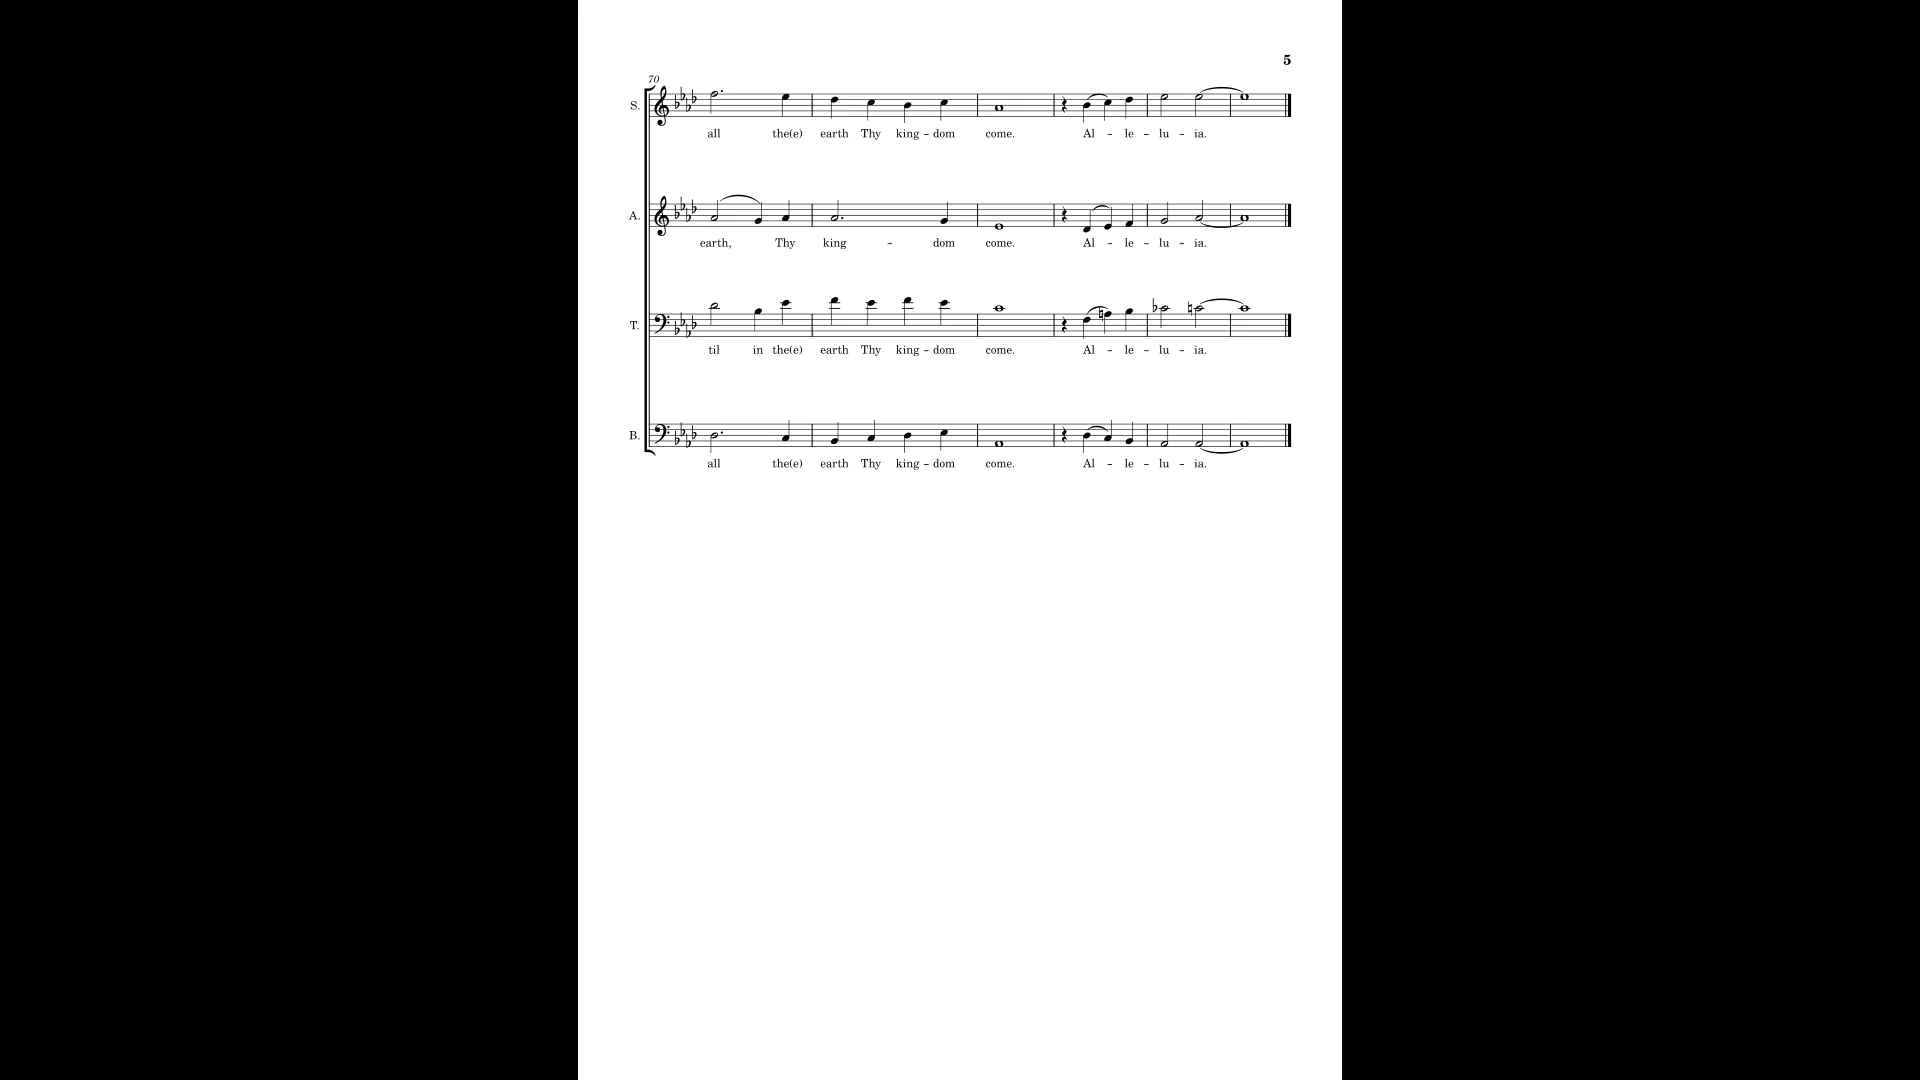 5
70
S.
all the(e) earth Thy king – dom come. Al – le – lu – ia.
A.
earth, Thy king – dom come. Al – le – lu – ia.
T.
til in the(e) earth Thy king – dom come. Al – le – lu – ia.
B.
all the(e) earth Thy king – dom come. Al – le – lu – ia.